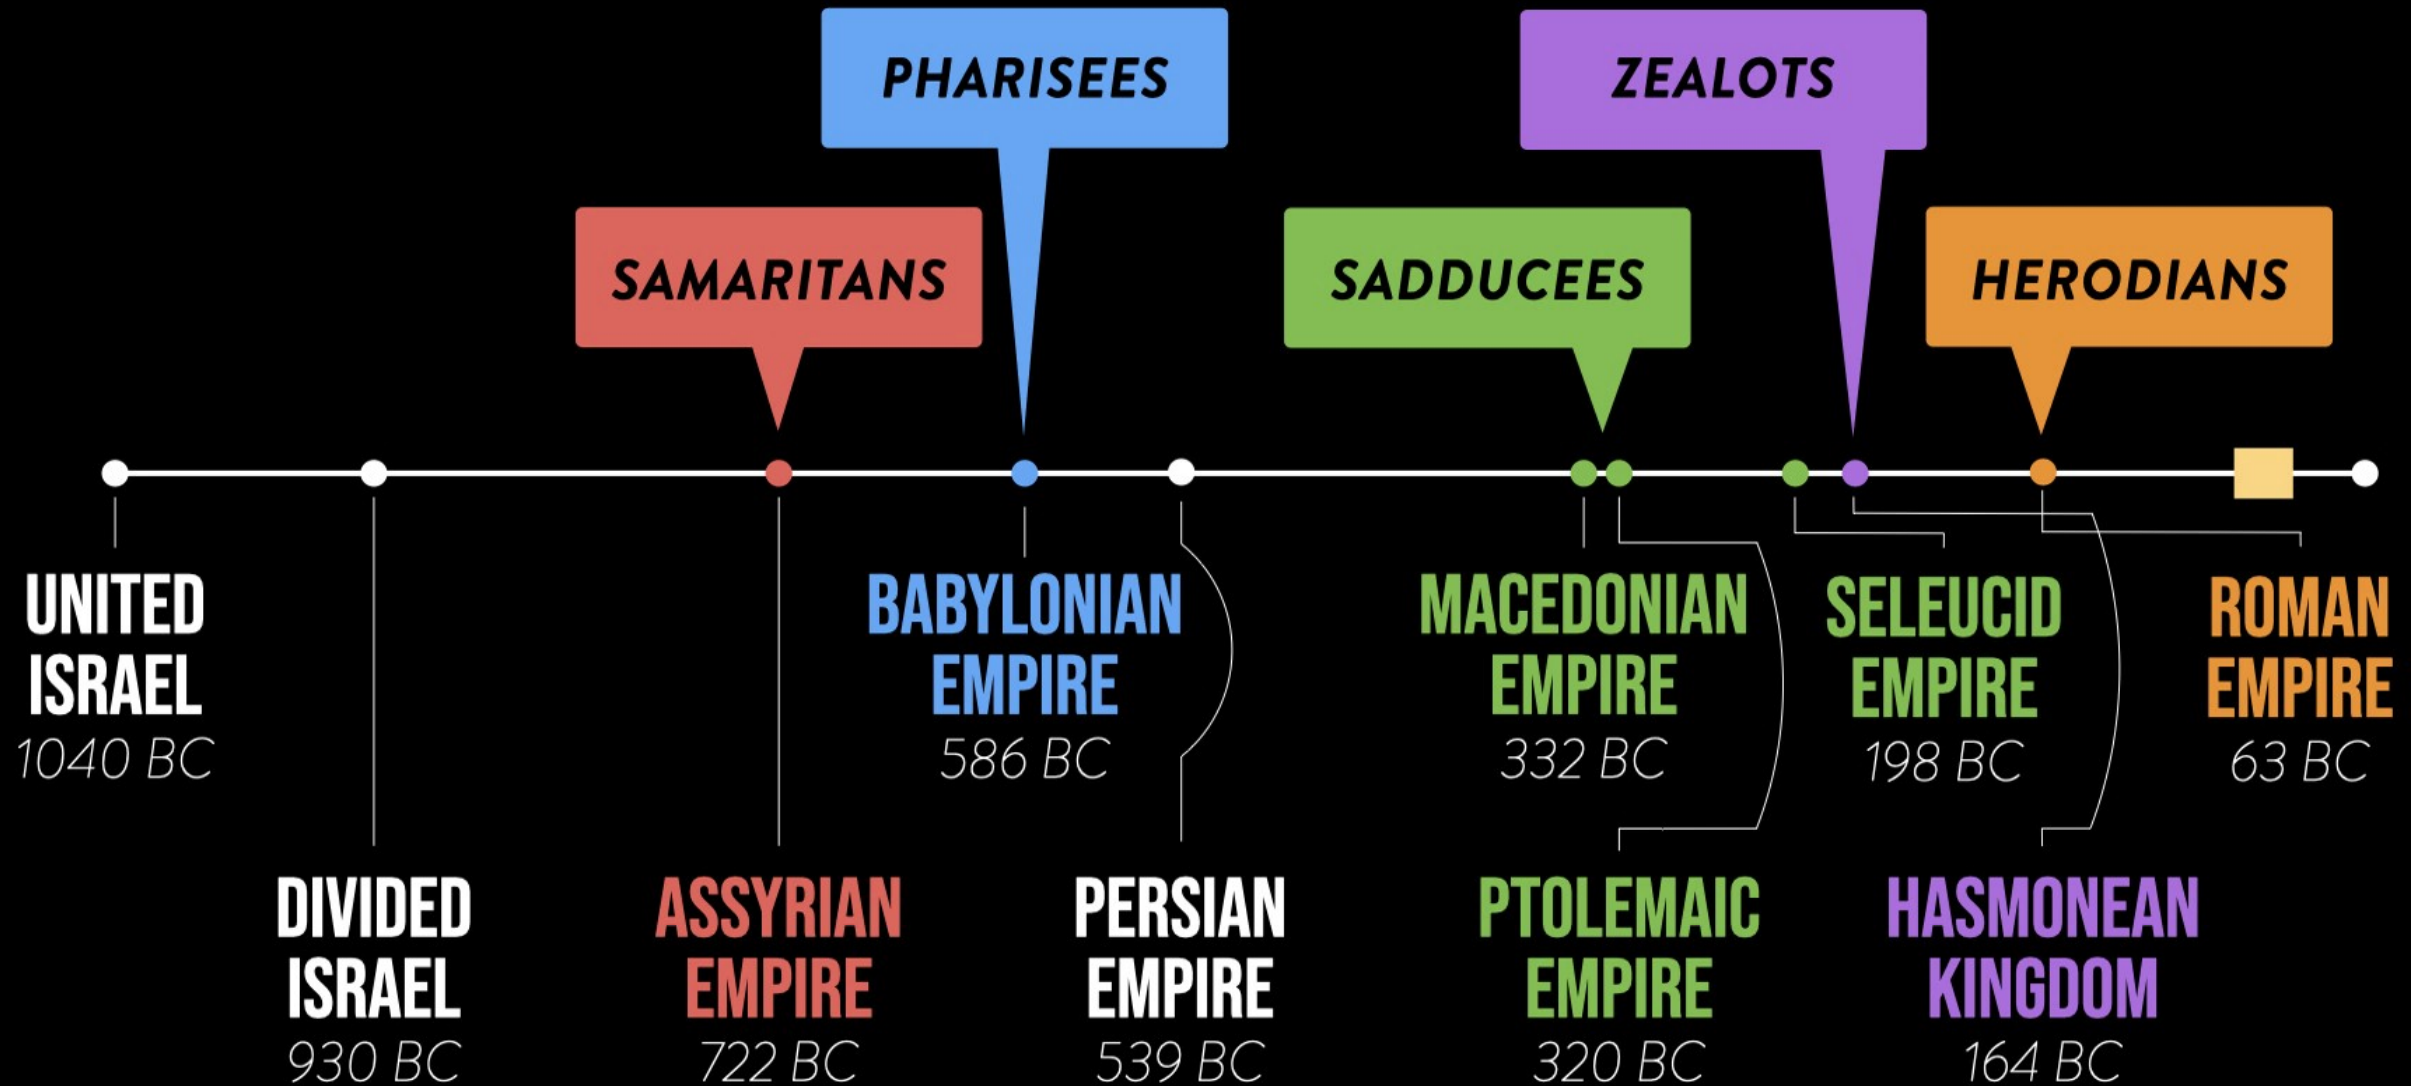 PHARISEES
ZEALOTS
SAMARITANS
SADDUCEES
HERODIANS
UNITED
ISRAEL
1040 BC
BABYLONIAN
EMPIRE
586 BC
MACEDONIAN
EMPIRE
332 BC
SELEUCID
EMPIRE
198 BC
ROMAN
EMPIRE
63 BC
DIVIDED
ISRAEL
930 BC
ASSYRIAN
EMPIRE
722 BC
PERSIAN
EMPIRE
539 BC
PTOLEMAIC
EMPIRE
320 BC
HASMONEAN
KINGDOM
164 BC